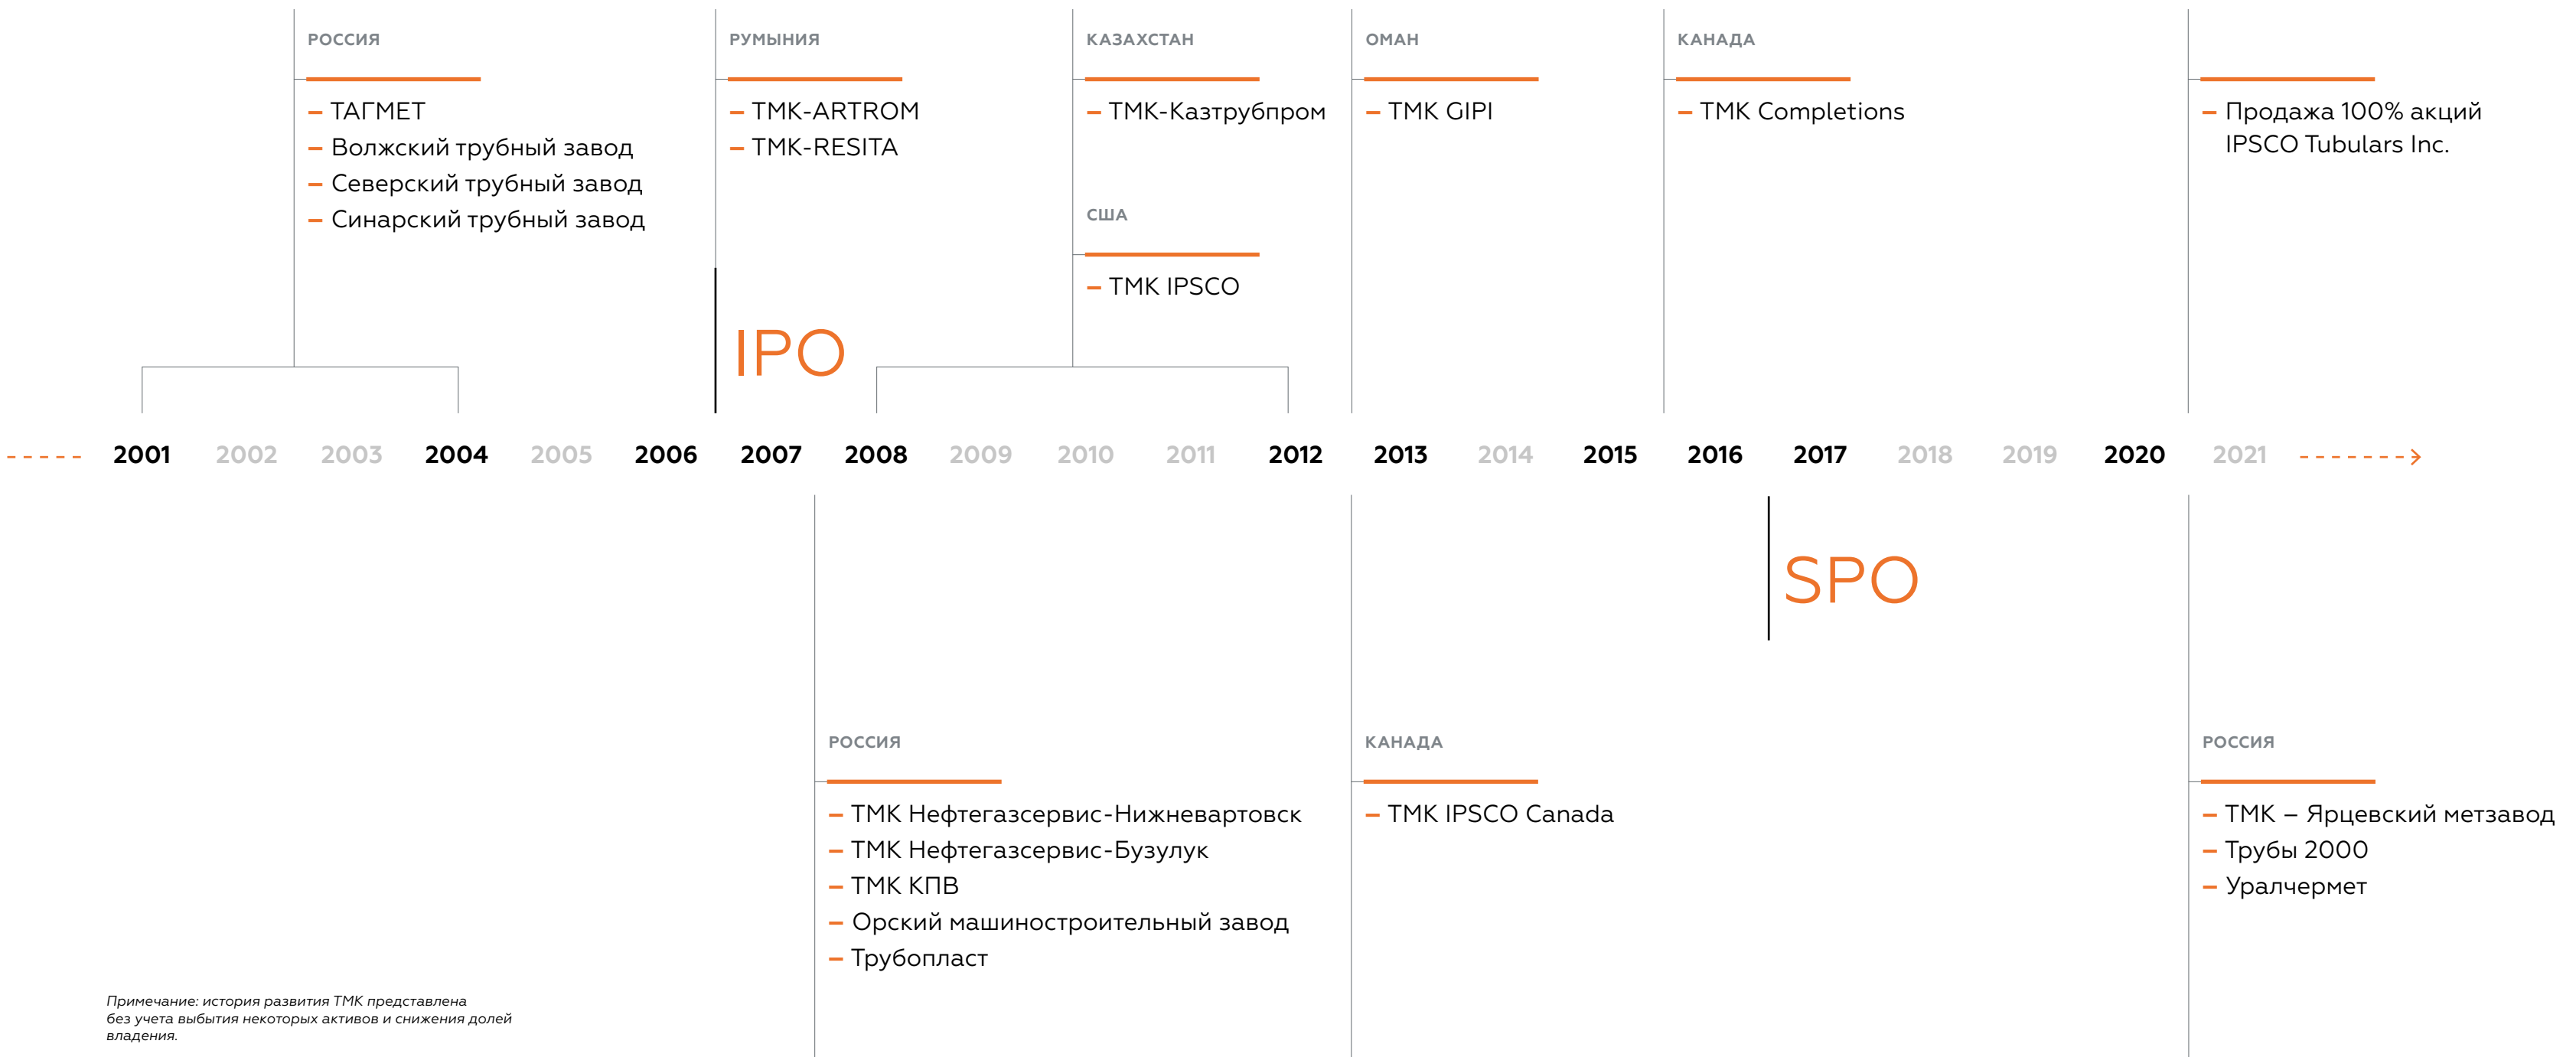 РОССИЯ
– ТАГМЕТ
– Волжский трубный завод
– Северский трубный завод
– Синарский трубный завод
РУМЫНИЯ
– TMK-ARTROM
– TMK-RESITA
IPO
КАЗАХСТАН
– ТМК-Казтрубпром
США
– TMK IPSCO
ОМАН
– TMK GIPI
КАНАДА
– TMK Completions
– Продажа 100% акций
IPSCO Tubulars Inc.
2001 2002 2003 2004 2005 2006 2007 2008 2009 2010 2011 2012 2013 2014 2015 2016 2017 2018 2019 2020 2021
SPO
РОССИЯ
– ТМК Нефтегазсервис-Нижневартовск
– ТМК Нефтегазсервис-Бузулук
– ТМК КПВ
– Орский машиностроительный завод
– Трубопласт
КАНАДА
– TMK IPSCO Canada
РОССИЯ
– ТМК – Ярцевский метзавод
– Трубы 2000
– Уралчермет
Примечание: история развития ТМК представлена
без учета выбытия некоторых активов и снижения долей
владения.